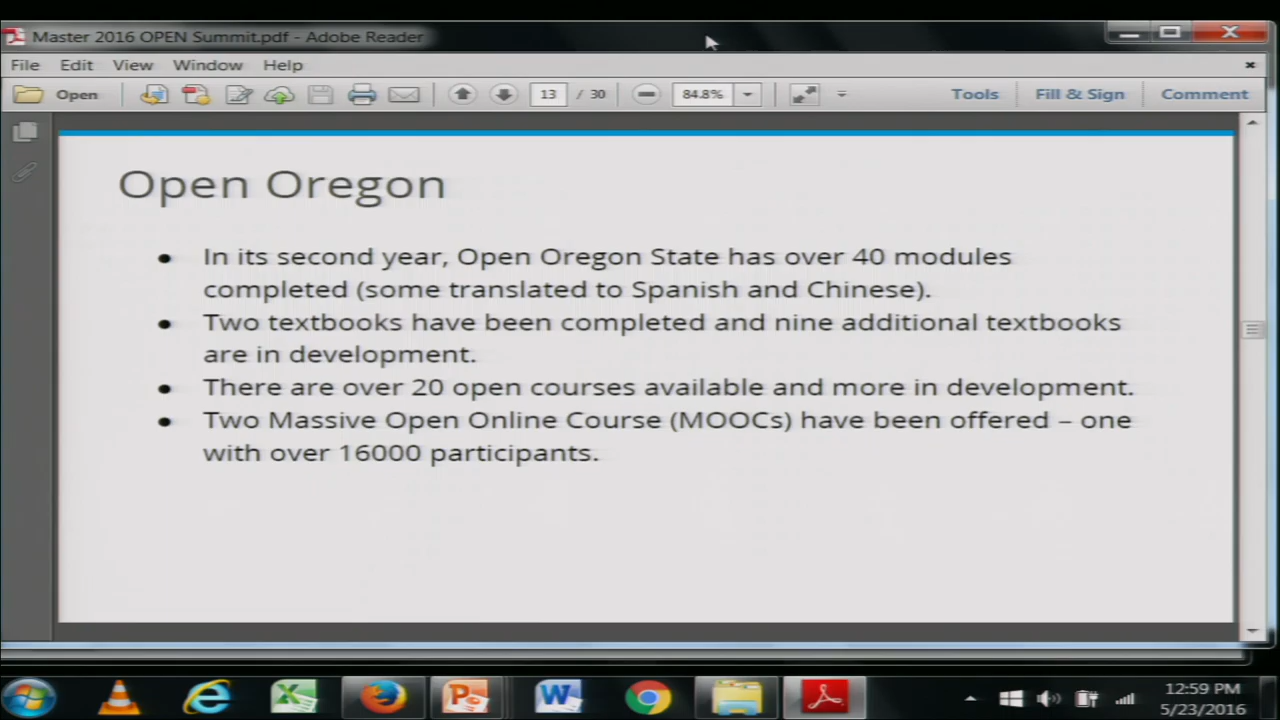 Master 2016 OPEN Summit.pdf - Adobe Reader
File Edit View Window Help
Open 13 / 30 84.8% Tools Fill & Sign Comment
Open Oregon
● In its second year, Open Oregon State has over 40 modules
completed (some translated to Spanish and Chinese).
● Two textbooks have been completed and nine additional textbooks
are in development.
● There are over 20 open courses available and more in development.
● Two Massive Open Online Course (MOOCs) have been offered – one
with over 16000 participants.
12:59 PM
5/23/2016